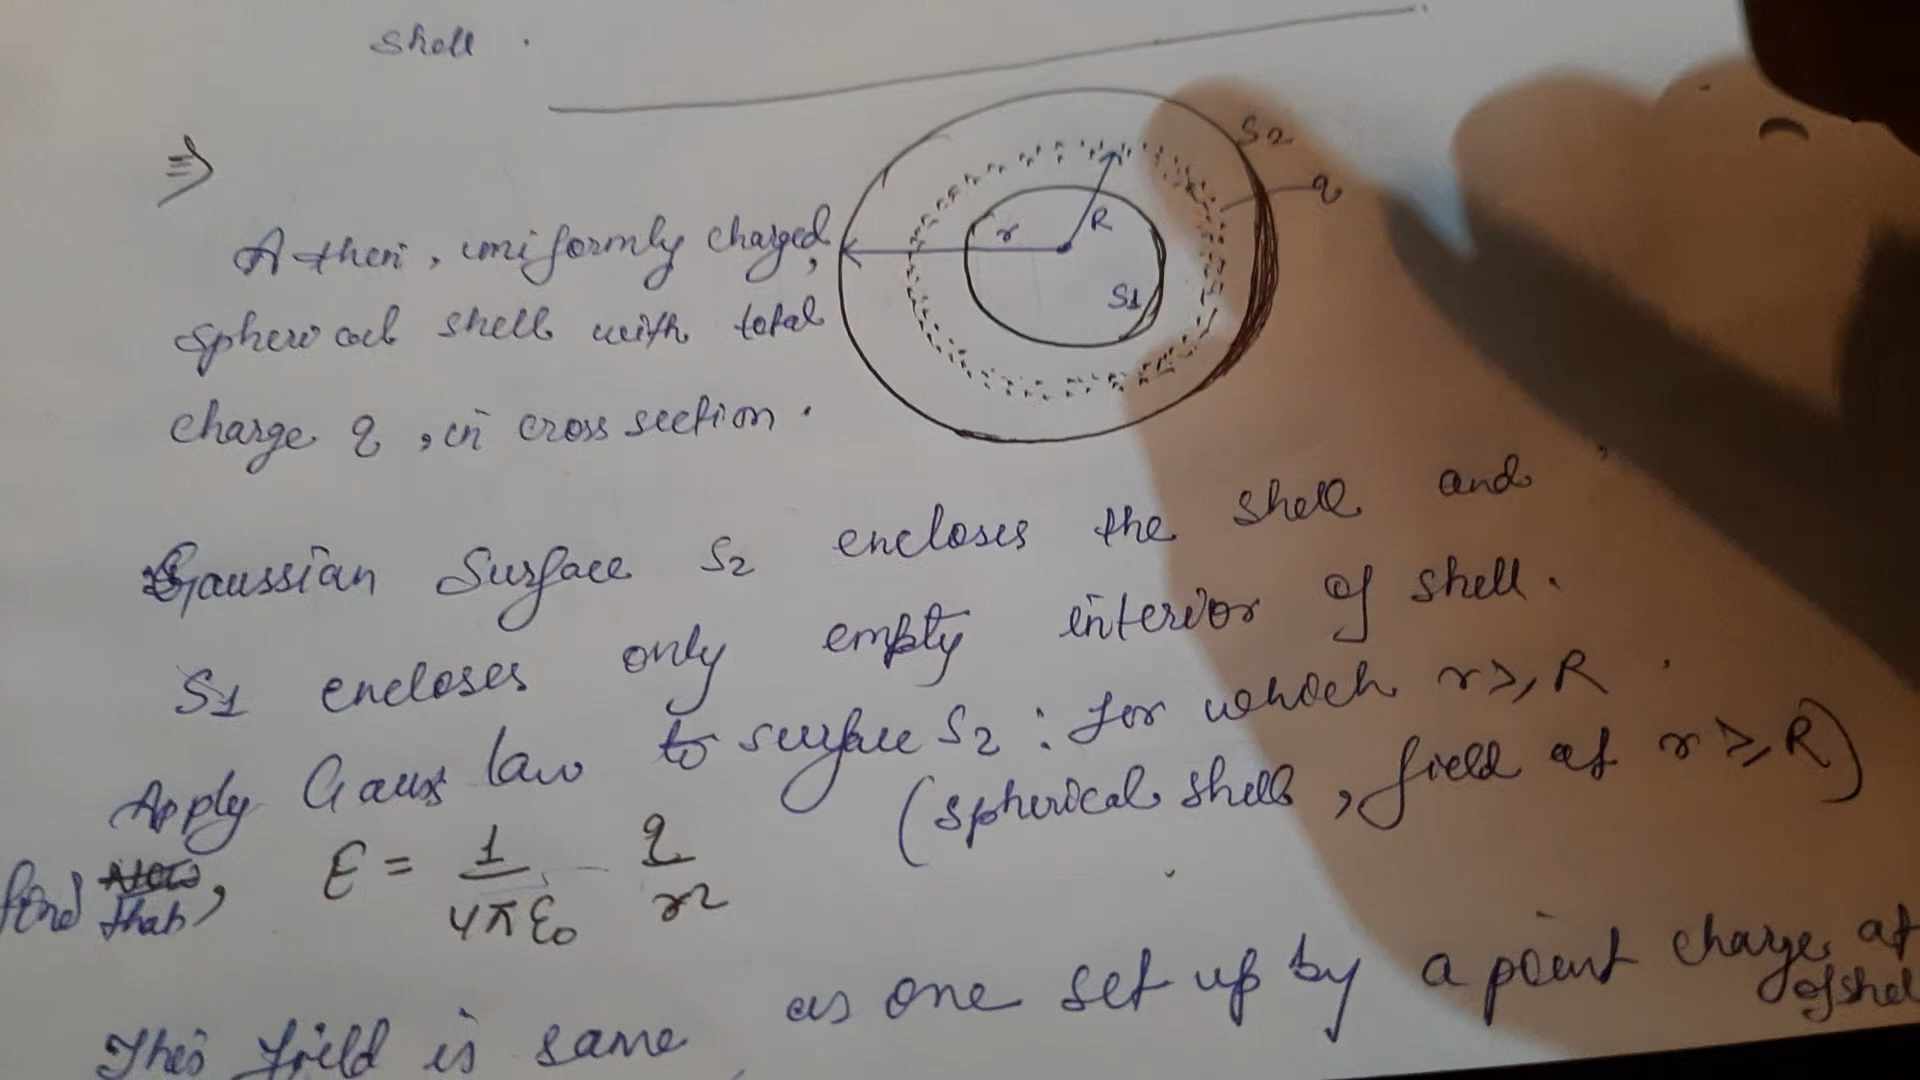 shell .
⇒
S2
q
R
r
S1
A then, uniformly charged,
spherical shell with total
charge q, in cross section.
Gaussian Surface S2 encloses the shell and
S1 encloses only empty interior of shell.
Apply Gauss law to surface S2 : for which r ≥ R
(spherical shell, field at r ≥ R)
find that, E = 1/4πε0 q/r2
This field is same as one set up by a point charge at
of shel